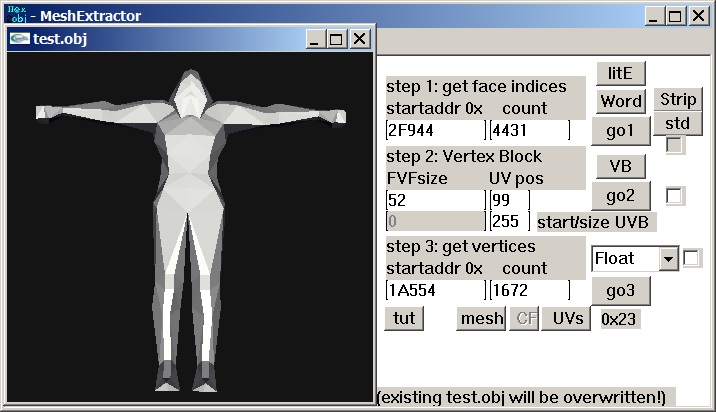 Hex obj - MeshExtractor
test.obj
step 1: get face indices
startaddr 0x count
2F944 4431
litE
Word
go1
Strip
std
step 2: Vertex Block
FVFsize UV pos
52 99
0 255 start/size UVB
VB
go2
step 3: get vertices
startaddr 0x count
1A554 1672
Float
go3
tut mesh CF UVs 0x23
(existing test.obj will be overwritten!)